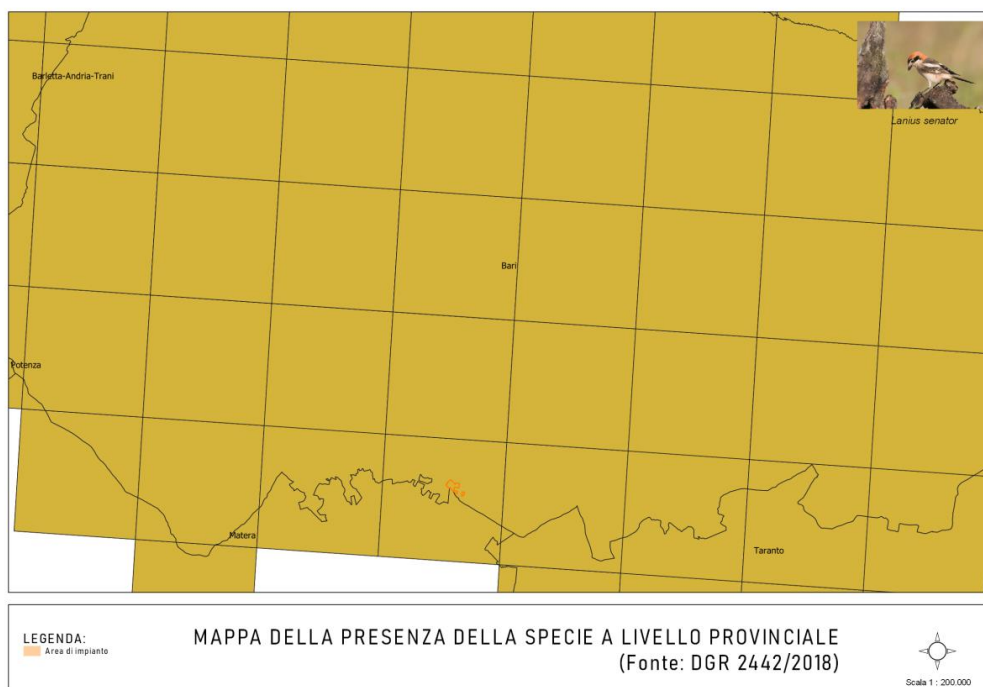 Barletta-Andria-Trani
Lanius senator
Bari
Potenza
Matera
Taranto
LEGENDA:
Area di impianto
MAPPA DELLA PRESENZA DELLA SPECIE A LIVELLO PROVINCIALE
(Fonte: DGR 2442/2018)
Scala 1 : 200.000